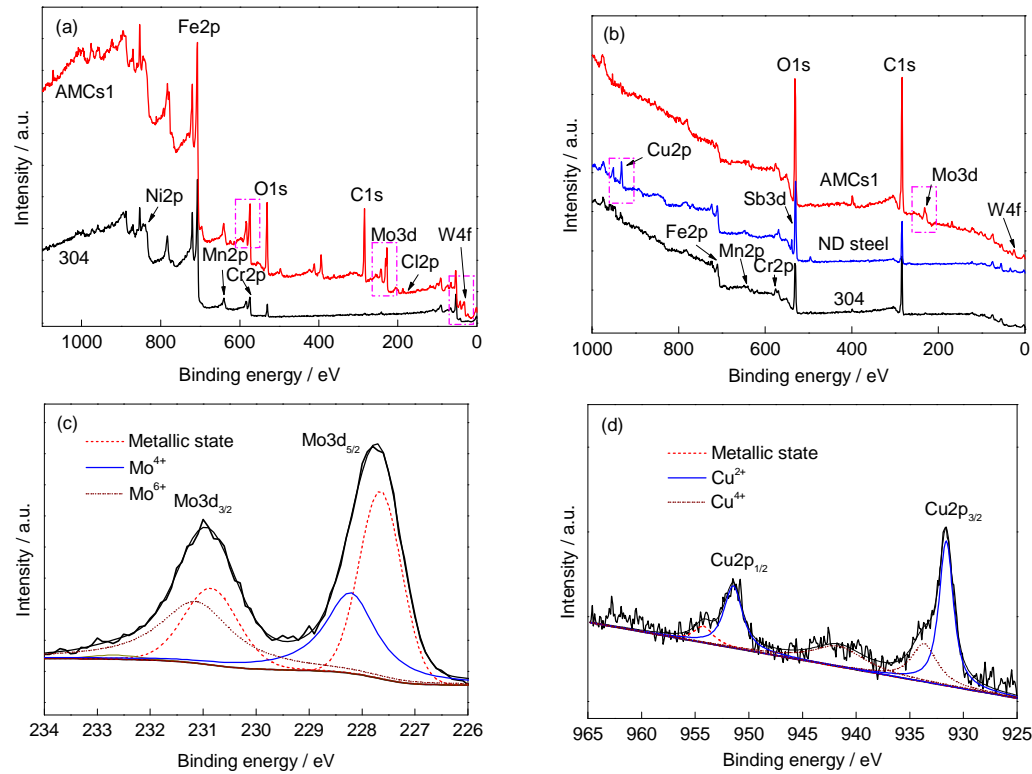 (a)
Fe2p
AMCs1
Ni2p
O1s
C1s
304
Mn2p
Cr2p
Mo3d
Cl2p
W4f
Intensity / a.u.
1000 800 600 400 200 0
Binding energy / eV
(b)
O1s
C1s
Cu2p
AMCs1
Mo3d
Sb3d
W4f
Fe2p
ND steel
Mn2p
Cr2p
304
Intensity / a.u.
1000 800 600 400 200 0
Binding energy / eV
(c)
Metallic state
Mo4+
Mo6+
Mo3d5/2
Mo3d3/2
Intensity / a.u.
234 233 232 231 230 229 228 227 226
Binding energy / eV
(d)
Metallic state
Cu2+
Cu4+
Cu2p3/2
Cu2p1/2
Intensity / a.u.
965 960 955 950 945 940 935 930 925
Binding energy / eV